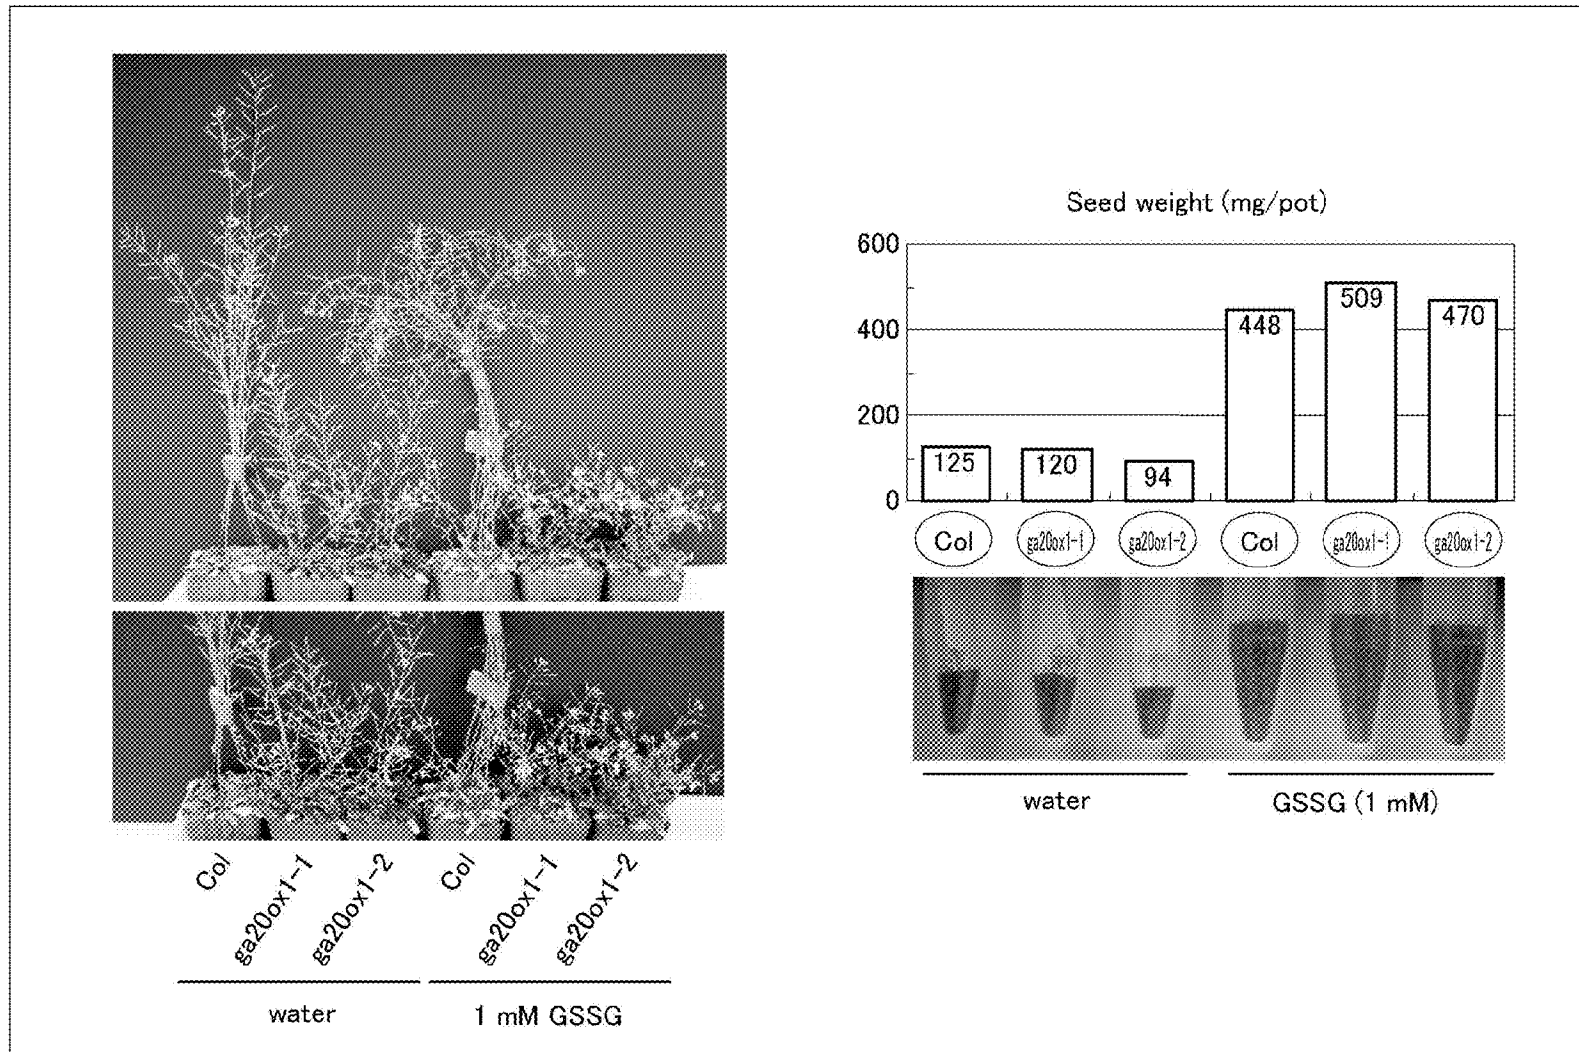 Col
ga20ox1-1
ga20ox1-2
Col
ga20ox1-1
ga20ox1-2
water
1 mM GSSG
Seed weight (mg/pot)
600
400
200
0
125
120
94
448
509
470
Col
ga20ox1-1
ga20ox1-2
Col
ga20ox1-1
ga20ox1-2
water
GSSG (1 mM)